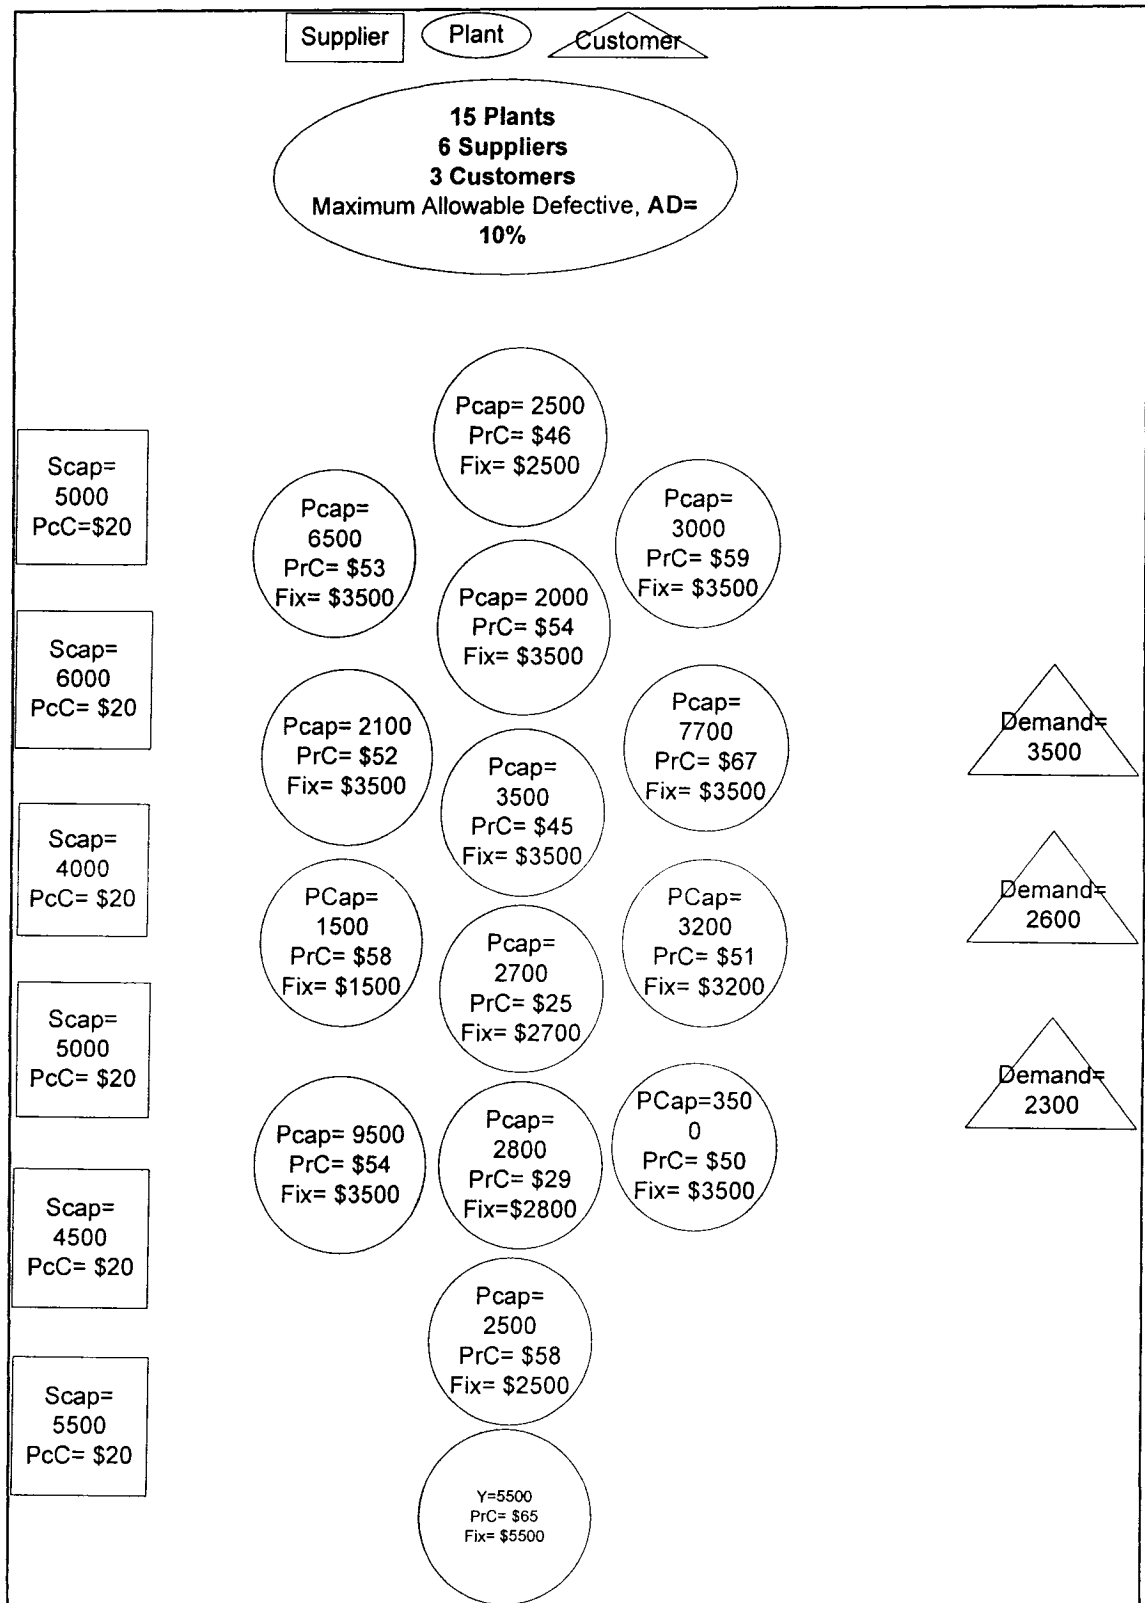 Supplier
Plant
Customer
15 Plants
6 Suppliers
3 Customers
Maximum Allowable Defective, AD=
10%
Scap=
5000
PcC=$20
Scap=
6000
PcC= $20
Scap=
4000
PcC= $20
Scap=
5000
PcC= $20
Scap=
4500
PcC= $20
Scap=
5500
PcC= $20
Pcap=
6500
PrC= $53
Fix= $3500
Pcap= 2100
PrC= $52
Fix= $3500
PCap=
1500
PrC= $58
Fix= $1500
Pcap= 9500
PrC= $54
Fix= $3500
Pcap= 2500
PrC= $46
Fix= $2500
Pcap= 2000
PrC= $54
Fix= $3500
Pcap=
3500
PrC= $45
Fix= $3500
Pcap=
2700
PrC= $25
Fix= $2700
Pcap=
2800
PrC= $29
Fix=$2800
Pcap=
2500
PrC= $58
Fix= $2500
Y=5500
PrC= $65
Fix= $5500
Pcap=
3000
PrC= $59
Fix= $3500
Pcap=
7700
PrC= $67
Fix= $3500
PCap=
3200
PrC= $51
Fix= $3200
PCap=350
0
PrC= $50
Fix= $3500
Demand=
3500
Demand=
2600
Demand=
2300